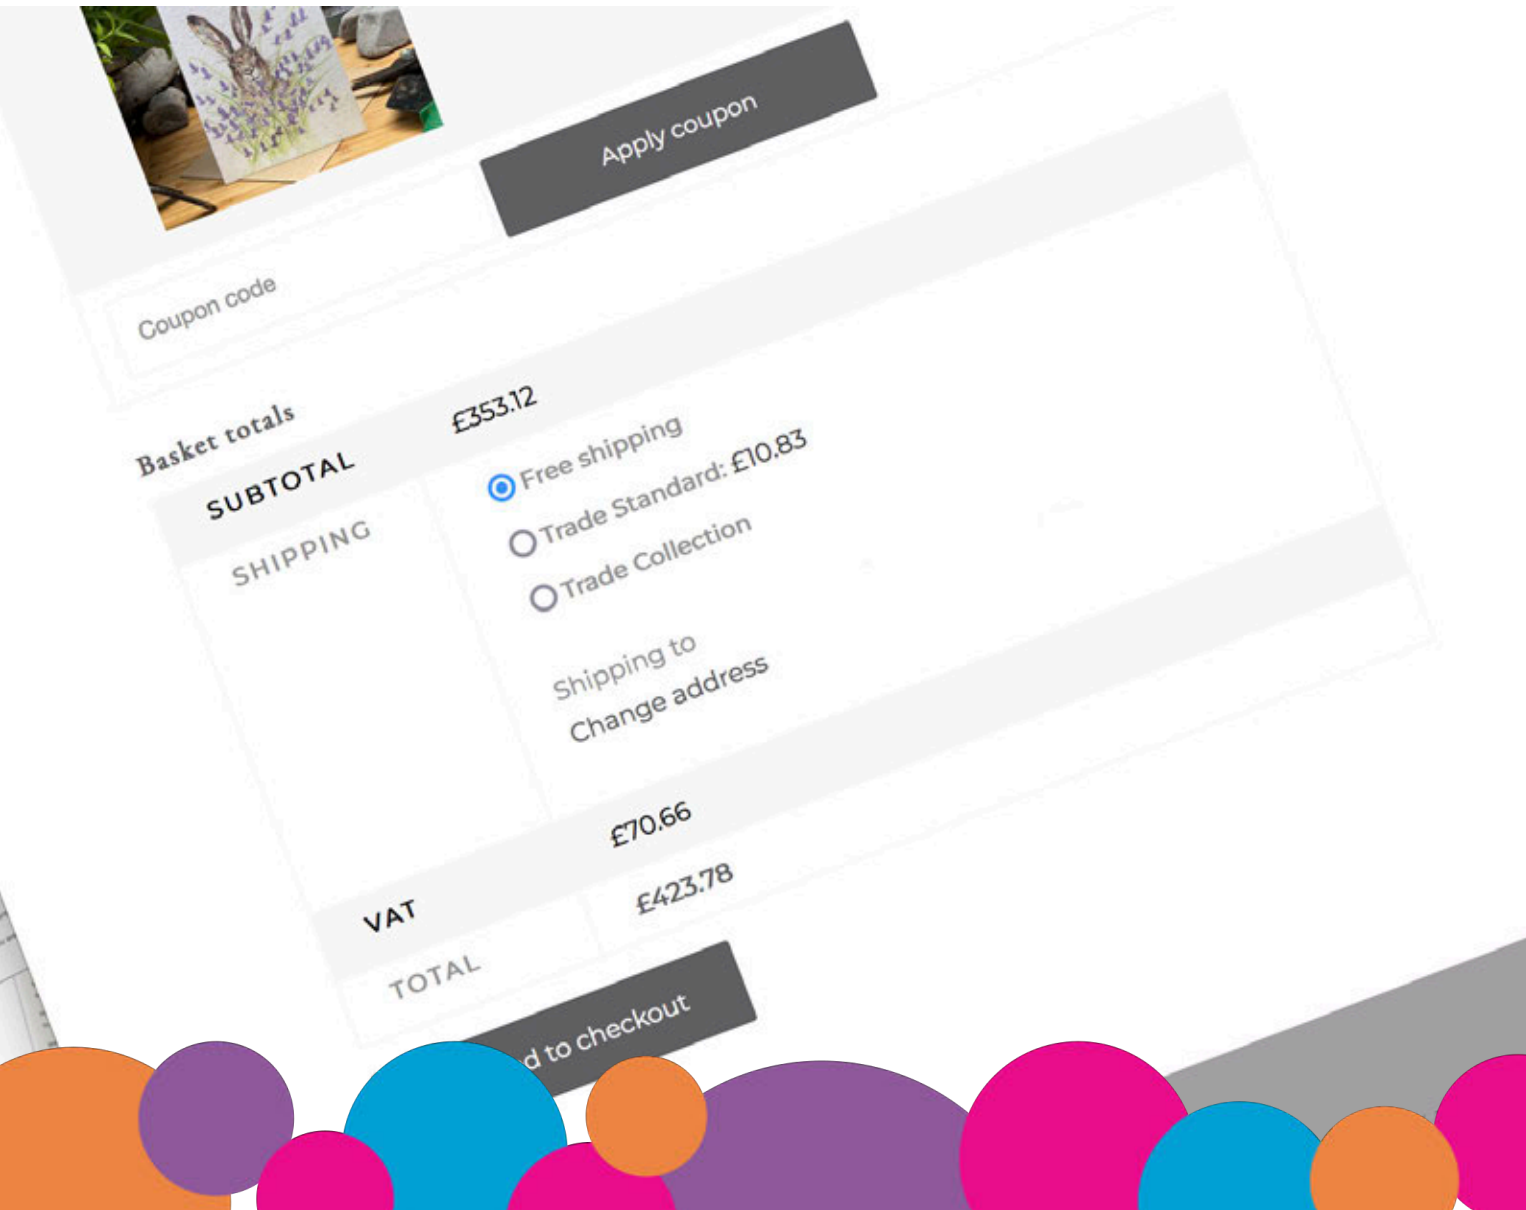 Apply coupon
Coupon code
Basket totals
SUBTOTAL £353.12
SHIPPING
Free shipping
Trade Standard: £10.83
Trade Collection
Shipping to
Change address
VAT £70.66
TOTAL £423.78
d to checkout